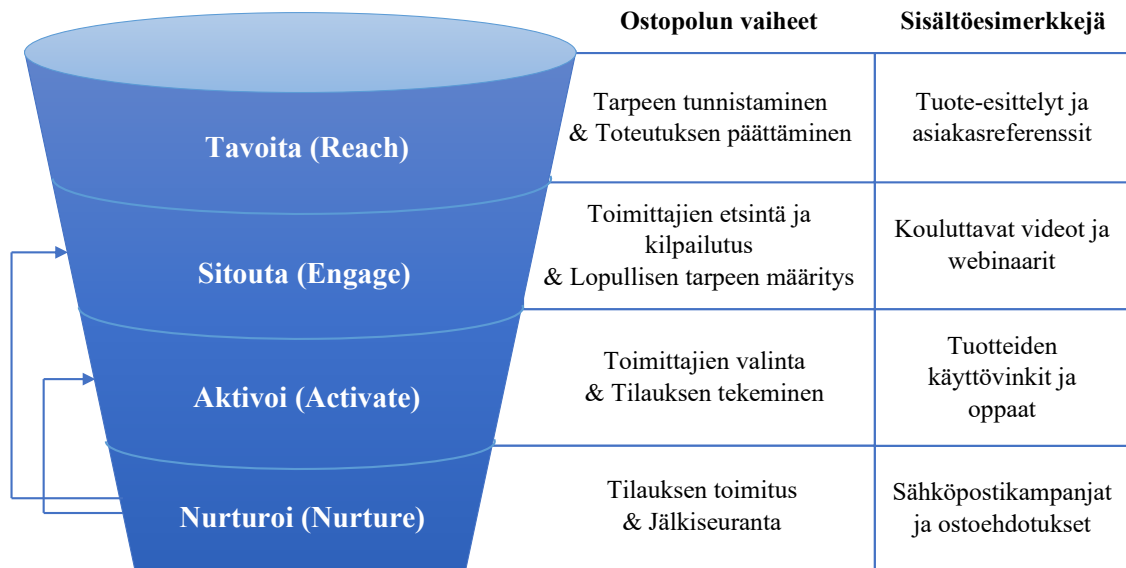 Ostopolun vaiheet
Sisältöesimerkkejä
Tavoita (Reach)
Tarpeen tunnistaminen
& Toteutuksen päättäminen
Tuote-esittelyt ja
asiakasreferenssit
Sitouta (Engage)
Toimittajien etsintä ja
kilpailutus
& Lopullisen tarpeen määritys
Kouluttavat videot ja
webinaarit
Aktivoi (Activate)
Toimittajien valinta
& Tilauksen tekeminen
Tuotteiden
käyttövinkit ja
oppaat
Nurturoi (Nurture)
Tilauksen toimitus
& Jälkiseuranta
Sähköpostikampanjat
ja ostoehdotukset